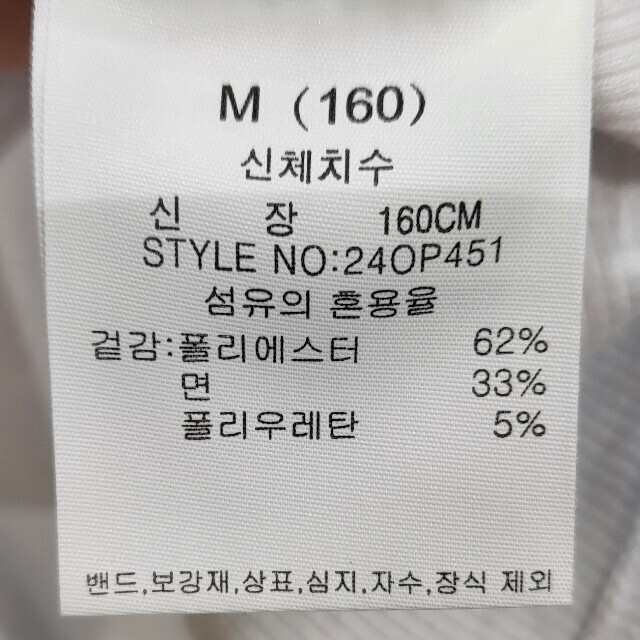 M (160)
신체치수
신 장 160CM
STYLE NO:24OP451
섬유의 혼용율
겉감:폴리에스터 62%
면 33%
폴리우레탄 5%
밴드,보강재,상표,심지,자수,장식 제외